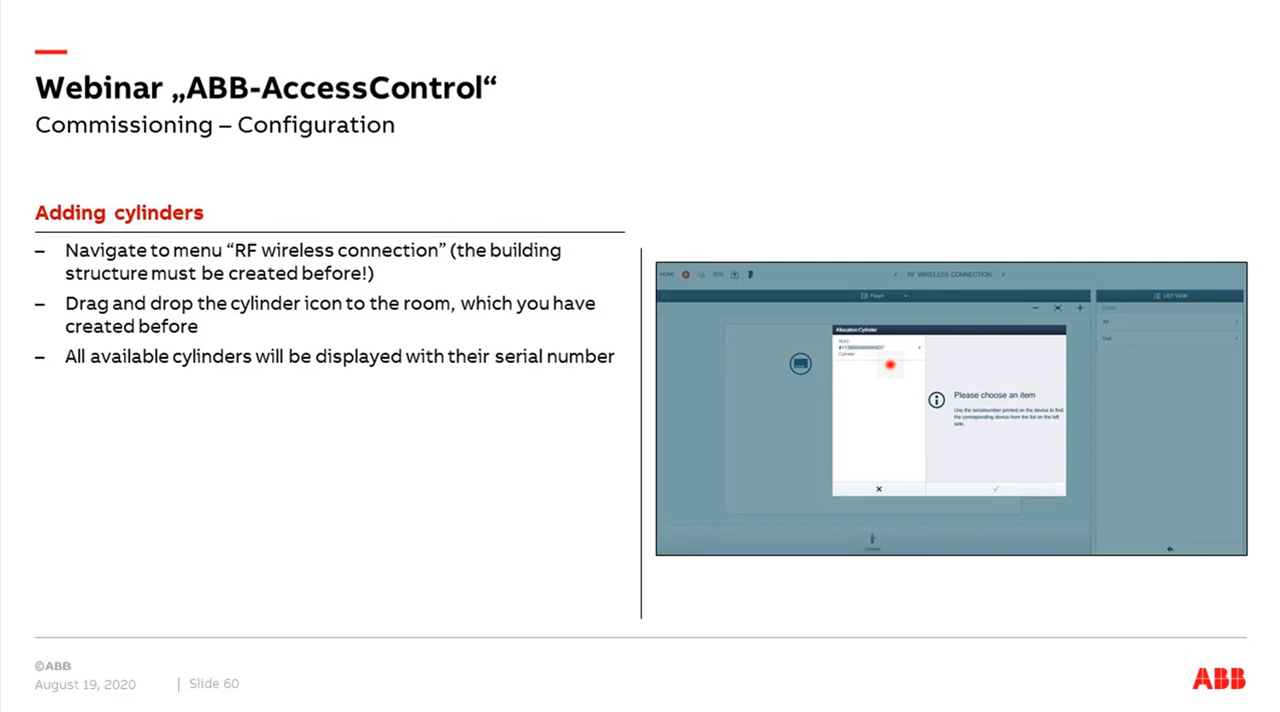 Webinar „ABB-AccessControl“
Commissioning – Configuration
Adding cylinders
– Navigate to menu “RF wireless connection” (the building
structure must be created before!)
– Drag and drop the cylinder icon to the room, which you have
created before
– All available cylinders will be displayed with their serial number
HOME
RF WIRELESS CONNECTION
LIST VIEW
All
Hall
Allocation Cylinder
Cylinder
Please choose an item
Use the serialnumber printed on the device to find
the corresponding device from the list on the left
side.
Cylinder
©ABB
August 19, 2020 | Slide 60
ABB